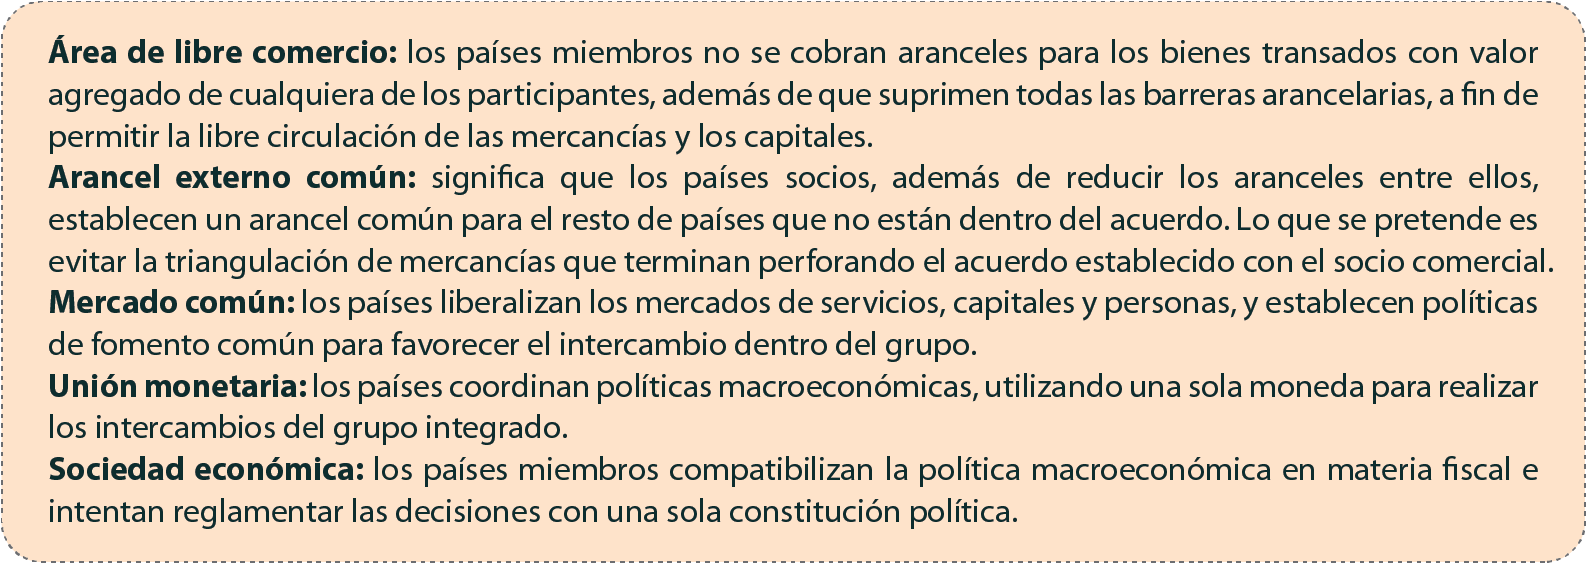 Área de libre comercio: los países miembros no se cobran aranceles para los bienes transados con valor
agregado de cualquiera de los participantes, además de que suprimen todas las barreras arancelarias, a fin de
permitir la libre circulación de las mercancías y los capitales.
Arancel externo común: significa que los países socios, además de reducir los aranceles entre ellos,
establecen un arancel común para el resto de países que no están dentro del acuerdo. Lo que se pretende es
evitar la triangulación de mercancías que terminan perforando el acuerdo establecido con el socio comercial.
Mercado común: los países liberalizan los mercados de servicios, capitales y personas, y establecen políticas
de fomento común para favorecer el intercambio dentro del grupo.
Unión monetaria: los países coordinan políticas macroeconómicas, utilizando una sola moneda para realizar
los intercambios del grupo integrado.
Sociedad económica: los países miembros compatibilizan la política macroeconómica en materia fiscal e
intentan reglamentar las decisiones con una sola constitución política.